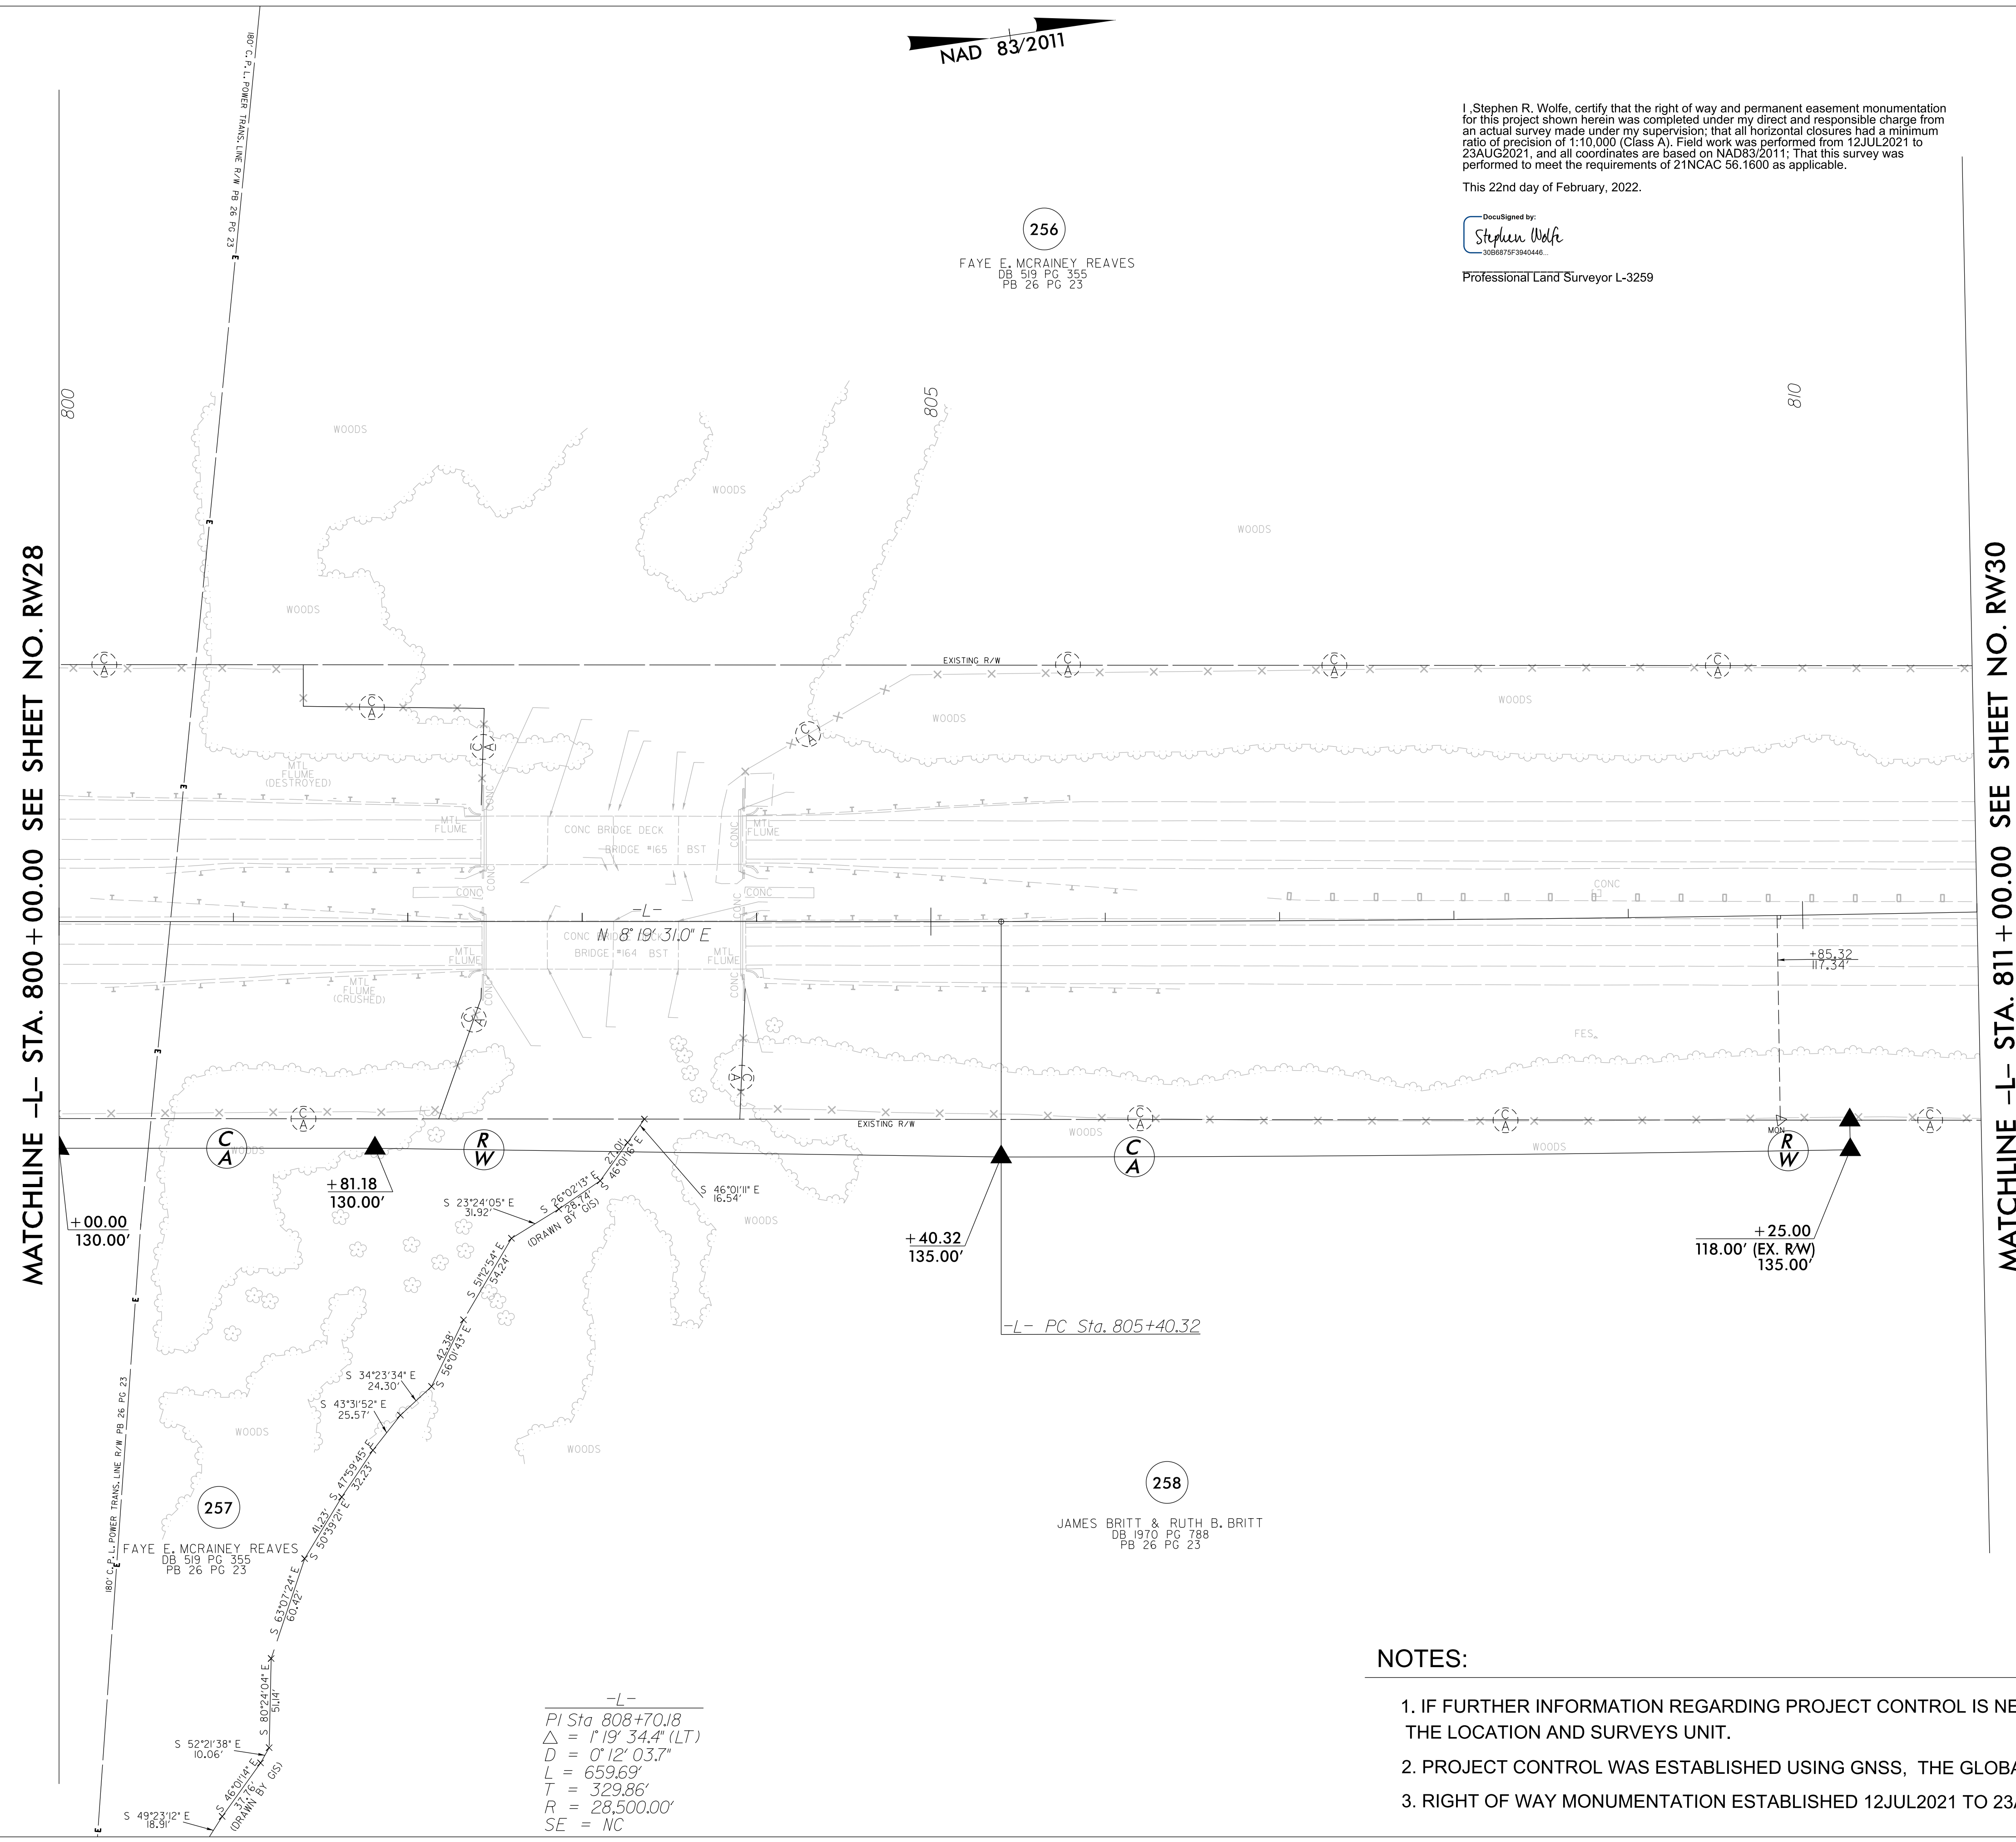 NAD 83/2011
I ,Stephen R. Wolfe, certify that the right of way and permanent easement monumentation
for this project shown herein was completed under my direct and responsible charge from
an actual survey made under my supervision; that all horizontal closures had a minimum
ratio of precision of 1:10,000 (Class A). Field work was performed from 12JUL2021 to
23AUG2021, and all coordinates are based on NAD83/2011; That this survey was
performed to meet the requirements of 21NCAC 56.1600 as applicable.
This 22nd day of February, 2022.
DocuSigned by:
Stephen Wolfe
30B6875F3940446...
Professional Land Surveyor L-3259
180' C. P. L. POWER TRANS. LINE R/W PB 26 PG 23
E
256
FAYE E. MCRAINEY REAVES
DB 519 PG 355
PB 26 PG 23
800
805
810
WOODS
WOODS
WOODS
WOODS
E
MATCHLINE -L- STA. 800+00.00 SEE SHEET NO. RW28
MATCHLINE -L- STA. 811+00.00 SEE SHEET NO. RW30
EXISTING R/W
C
A
C
A
C
A
C
A
C
A
C
A
C
A
WOODS
WOODS
MTL
FLUME
(DESTROYED)
E
CONC
MTL
FLUME
CONC BRIDGE DECK
BRIDGE #165 BST
CONC
MTL
FLUME
CONC
CONC
CONC
CONC
CONC
-L-
N 8° 19' 31.0" E
CONC BRIDGE DECK
BRIDGE #164 BST
MTL
FLUME
MTL
FLUME
MTL
FLUME
(CRUSHED)
CONC
CONC
+85.32
117.34'
FES
C
A
E
C
A
C
A
C
A
C
A
C
A
EXISTING R/W
MON
WOODS
WOODS
WOODS
C
A
R
W
C
A
R
W
+00.00
130.00'
+81.18
130.00'
+40.32
135.00'
+25.00
118.00' (EX. R/W)
135.00'
27.01'
S 46°01'16" E
S 46°01'11" E
16.54'
S 26°02'13" E
28.74'
(DRAWN BY GIS)
S 23°24'05" E
31.92'
WOODS
S 51°12'54" E
54.24'
E
-L- PC Sta. 805+40.32
42.38'
S 56°01'43" E
S 34°23'34" E
24.30'
S 43°31'52" E
25.57'
WOODS
WOODS
S 47°59'45" E
32.23'
41.23'
S 50°39'21" E
257
FAYE E. MCRAINEY REAVES
DB 519 PG 355
PB 26 PG 23
258
JAMES BRITT & RUTH B. BRITT
DB 1970 PG 788
PB 26 PG 23
180' C. P. L. POWER TRANS. LINE R/W PB 26 PG 23
E
S 63°07'24" E
60.42'
S 80°24'04" E
51.14'
S 52°21'38" E
10.06'
S 46°01'14" E
37.76'
(DRAWN BY GIS)
S 49°23'12" E
18.91'
E
-L-
PI Sta 808+70.18
△ = 1° 19' 34.4" (LT)
D = 0° 12' 03.7"
L = 659.69'
T = 329.86'
R = 28,500.00'
SE = NC
NOTES:
1. IF FURTHER INFORMATION REGARDING PROJECT CONTROL IS NE
THE LOCATION AND SURVEYS UNIT.
2. PROJECT CONTROL WAS ESTABLISHED USING GNSS, THE GLOBA
3. RIGHT OF WAY MONUMENTATION ESTABLISHED 12JUL2021 TO 23